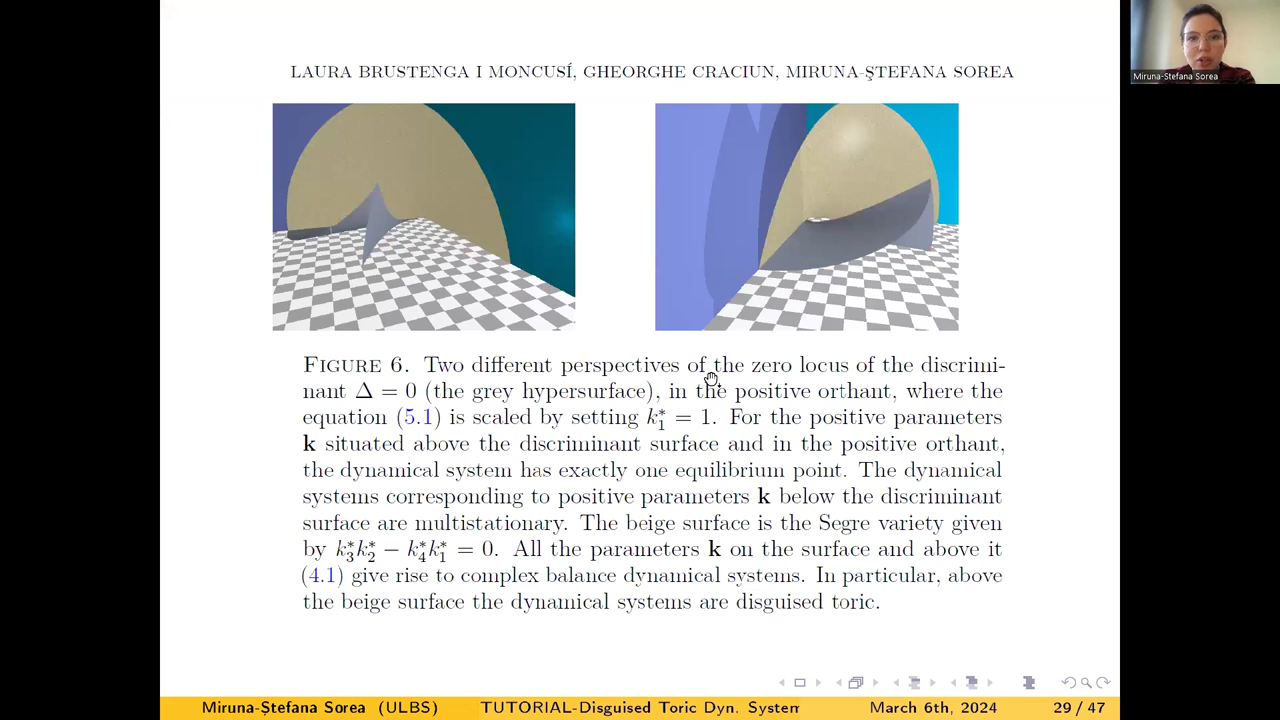 LAURA BRUSTENGA I MONCUSÍ, GHEORGHE CRACIUN, MIRUNA-ŞTEFANA SOREA
Miruna-Stefana Sorea
FIGURE 6. Two different perspectives of the zero locus of the discrimi-
nant Δ = 0 (the grey hypersurface), in the positive orthant, where the
equation (5.1) is scaled by setting k₁* = 1. For the positive parameters
k situated above the discriminant surface and in the positive orthant,
the dynamical system has exactly one equilibrium point. The dynamical
systems corresponding to positive parameters k below the discriminant
surface are multistationary. The beige surface is the Segre variety given
by k₃*k₂* − k₄*k₁* = 0. All the parameters k on the surface and above it
(4.1) give rise to complex balance dynamical systems. In particular, above
the beige surface the dynamical systems are disguised toric.
Miruna-Ștefana Sorea (ULBS) TUTORIAL-Disguised Toric Dyn. System March 6th, 2024 29 / 47